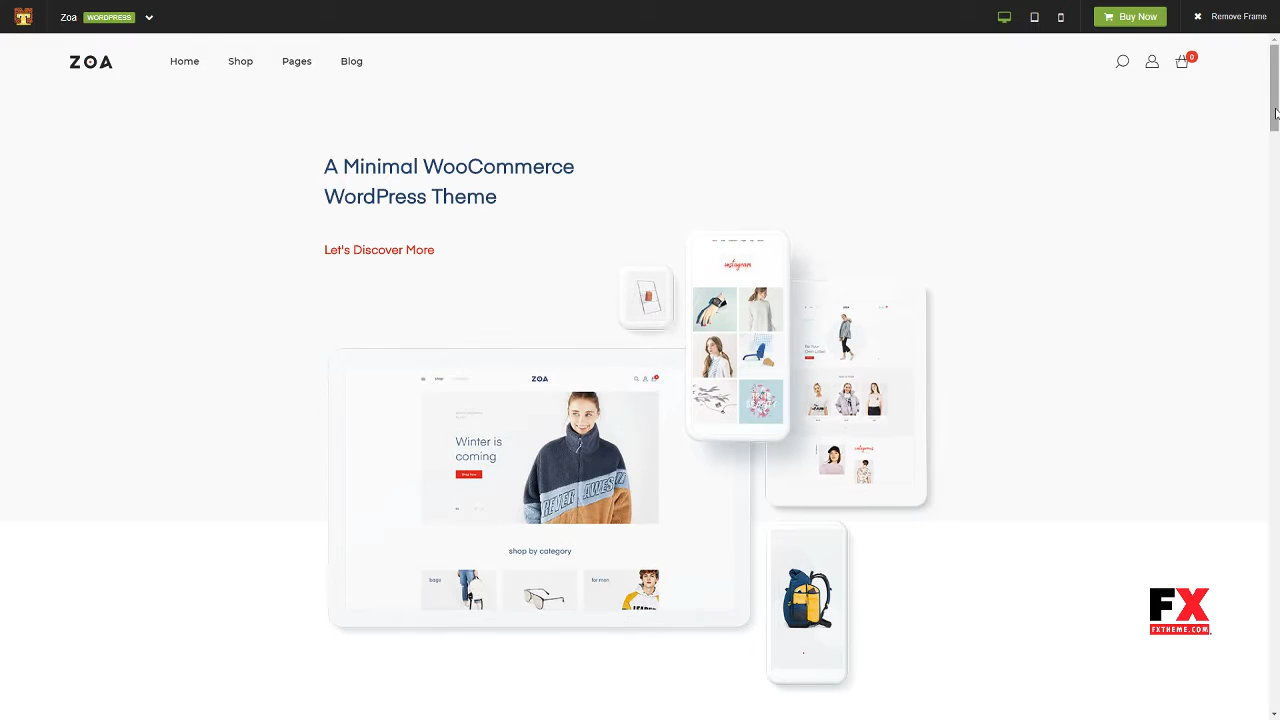 Zoa WORDPRESS
Buy Now
Remove Frame
ZOA
Home
Shop
Pages
Blog
0
A Minimal WooCommerce
WordPress Theme
Let's Discover More
instagram
ZOA
Winter is
coming
shop by category
bags
for men
FX
FXTHEME.COM